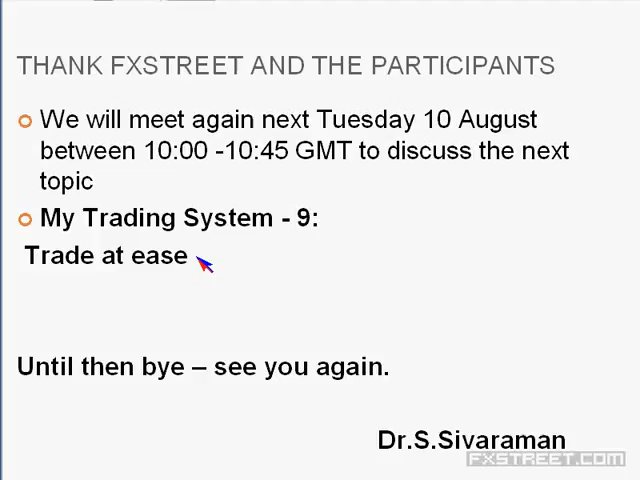 THANK FXSTREET AND THE PARTICIPANTS
We will meet again next Tuesday 10 August
between 10:00 -10:45 GMT to discuss the next
topic
My Trading System - 9:
Trade at ease
Until then bye – see you again.
Dr.S.Sivaraman
FXSTREET.COM